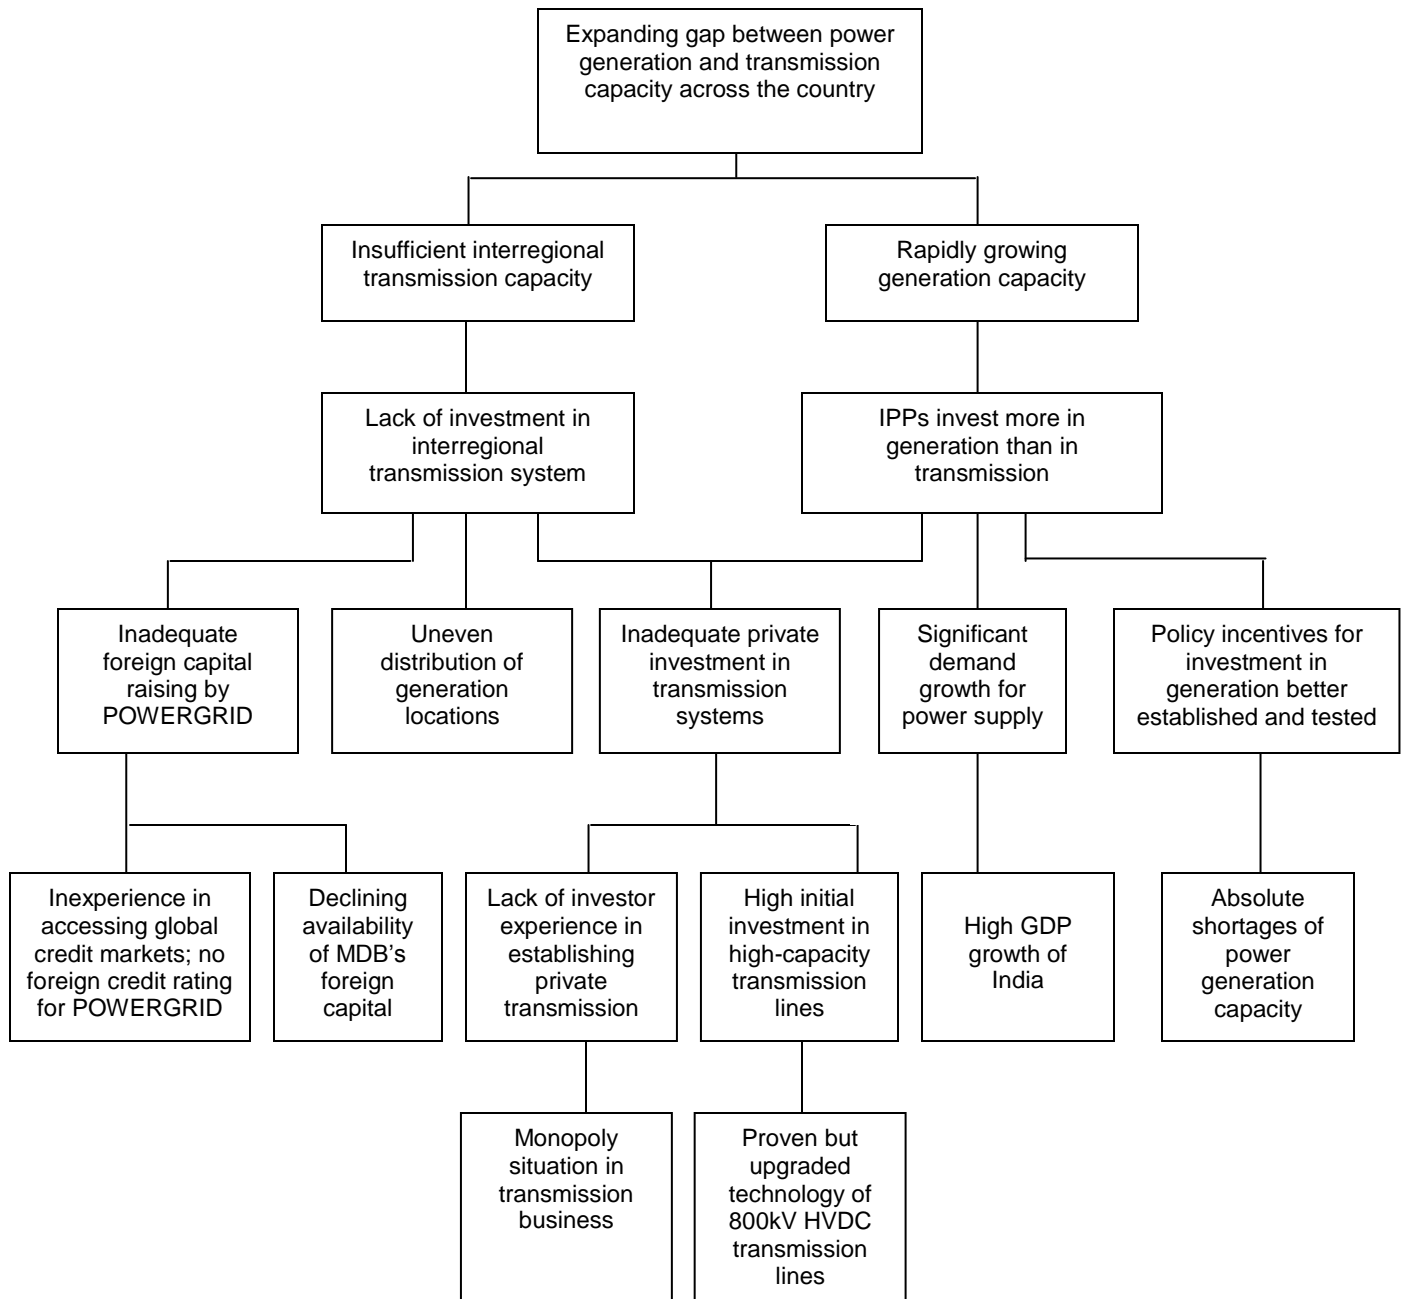 Expanding gap between power
generation and transmission
capacity across the country
Insufficient interregional
transmission capacity
Rapidly growing
generation capacity
Lack of investment in
interregional
transmission system
IPPs invest more in
generation than in
transmission
Inadequate
foreign capital
raising by
POWERGRID
Uneven
distribution of
generation
locations
Inadequate private
investment in
transmission
systems
Significant
demand
growth for
power supply
Policy incentives for
investment in
generation better
established and tested
Inexperience in
accessing global
credit markets; no
foreign credit rating
for POWERGRID
Declining
availability
of MDB's
foreign
capital
Lack of investor
experience in
establishing
private
transmission
High initial
investment in
high-capacity
transmission
lines
High GDP
growth of
India
Absolute
shortages of
power
generation
capacity
Monopoly
situation in
transmission
business
Proven but
upgraded
technology of
800kV HVDC
transmission
lines